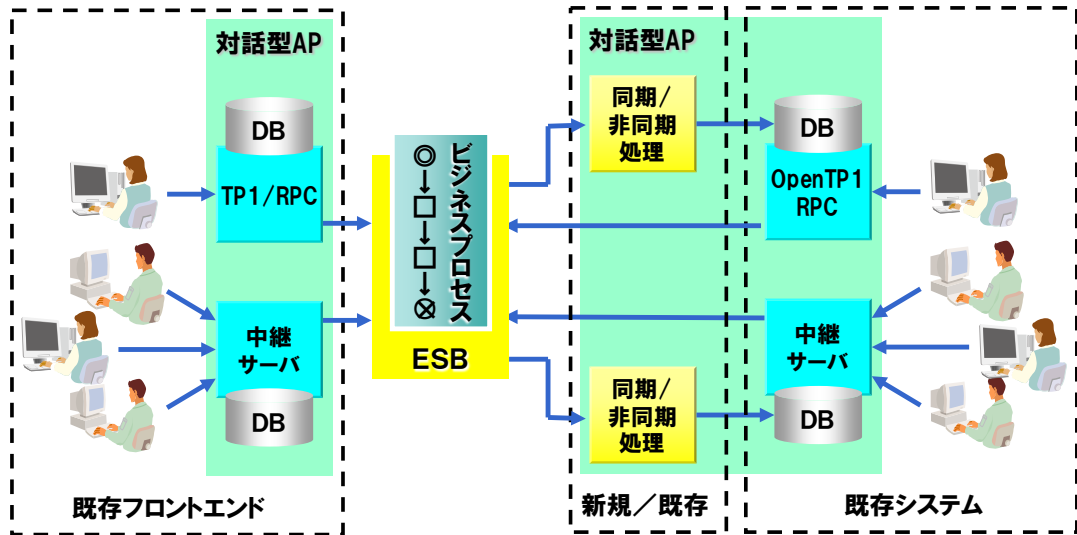 対話型AP
DB
TP1/RPC
中継
サーバ
DB
既存フロントエンド
ビジネスプロセス
ESB
対話型AP
同期/
非同期
処理
同期/
非同期
処理
新規/既存
DB
OpenTP1
RPC
中継
サーバ
DB
既存システム